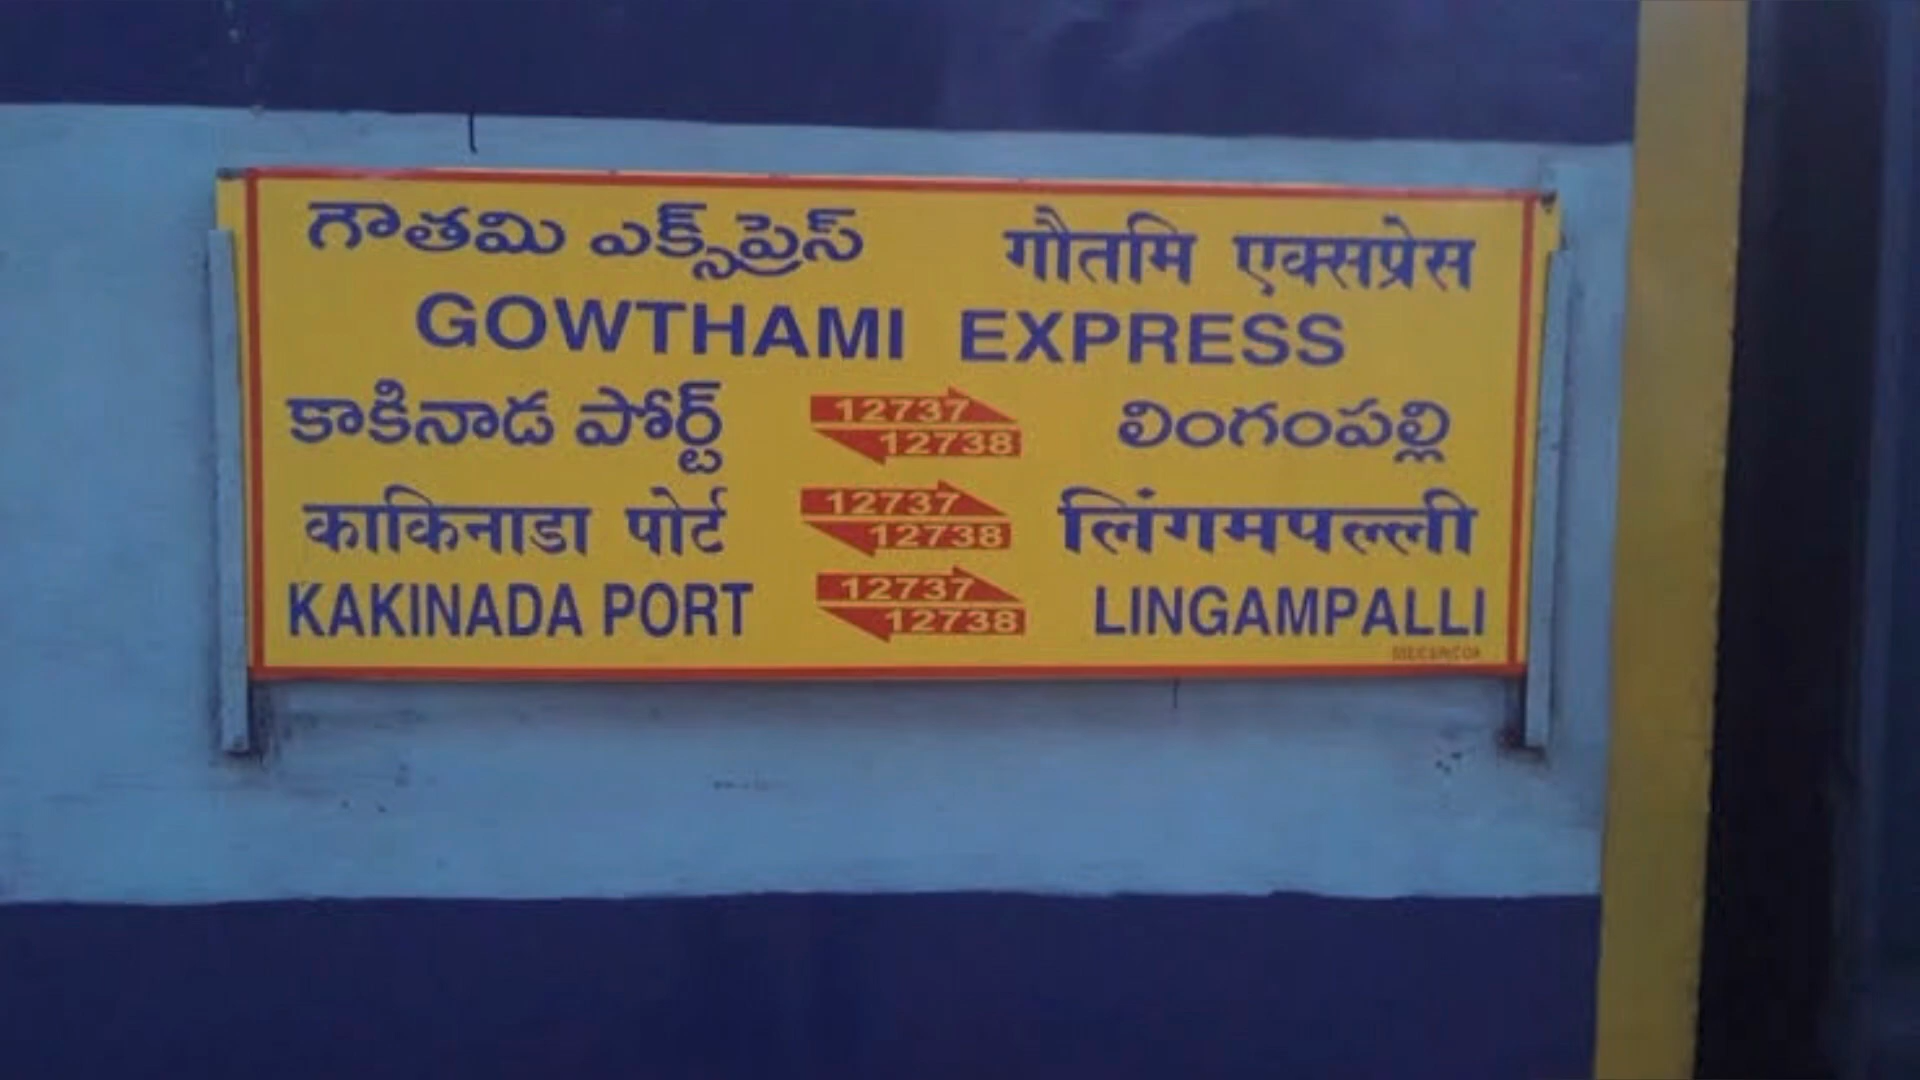 గౌతమి ఎక్స్‌ప్రెస్ गौतमि एक्सप्रेस
GOWTHAMI EXPRESS
కాకినాడ పోర్ట్ 12737 12738 లింగంపల్లి
काकिनाडा पोर्ट 12737 12738 लिंगमपल्ली
KAKINADA PORT 12737 12738 LINGAMPALLI